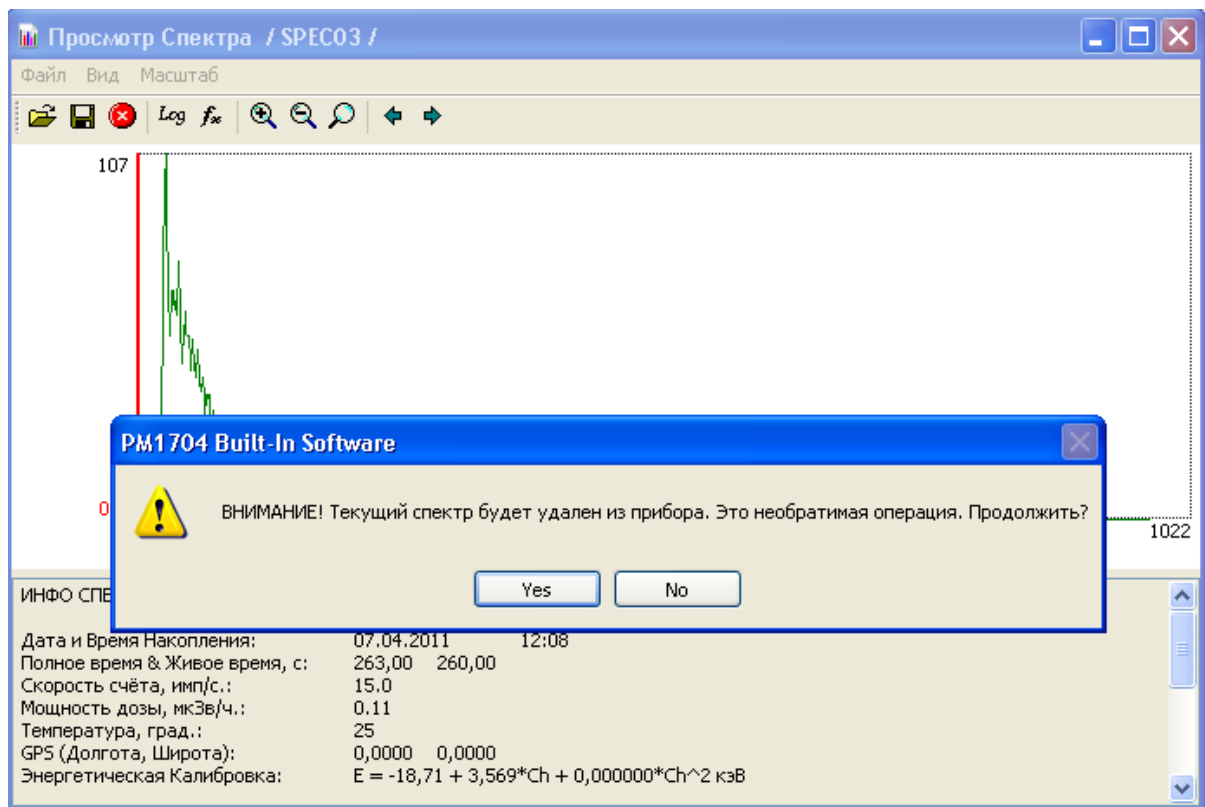 Просмотр Спектра / SPEC03 /
Файл Вид Масштаб
Log fx
107
0
1022
PM1704 Built-In Software
ВНИМАНИЕ! Текущий спектр будет удален из прибора. Это необратимая операция. Продолжить?
Yes No
ИНФО СПЕ
Дата и Время Накопления: 07.04.2011 12:08
Полное время & Живое время, с: 263,00 260,00
Скорость счёта, имп/с.: 15.0
Мощность дозы, мкЗв/ч.: 0.11
Температура, град.: 25
GPS (Долгота, Широта): 0,0000 0,0000
Энергетическая Калибровка: E = -18,71 + 3,569*Ch + 0,000000*Ch^2 кэВ